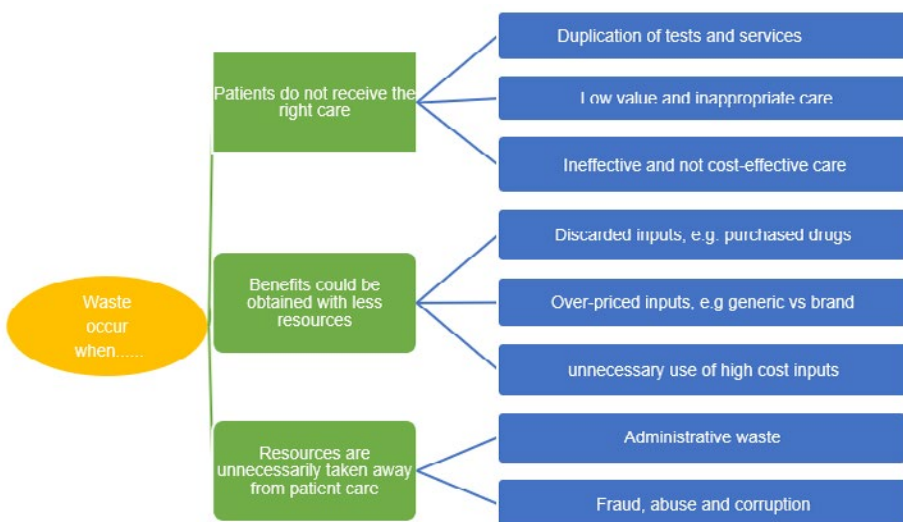 Waste
occur
when......
Patients do not receive the
right care
Duplication of tests and services
Low value and inappropriate care
Ineffective and not cost-effective care
Benefits could be
obtained with less
resources
Discarded inputs, e.g. purchased drugs
Over-priced inputs, e.g generic vs brand
unnecessary use of high cost inputs
Resources are
unnecessarily taken away
from patient care
Administrative waste
Fraud, abuse and corruption